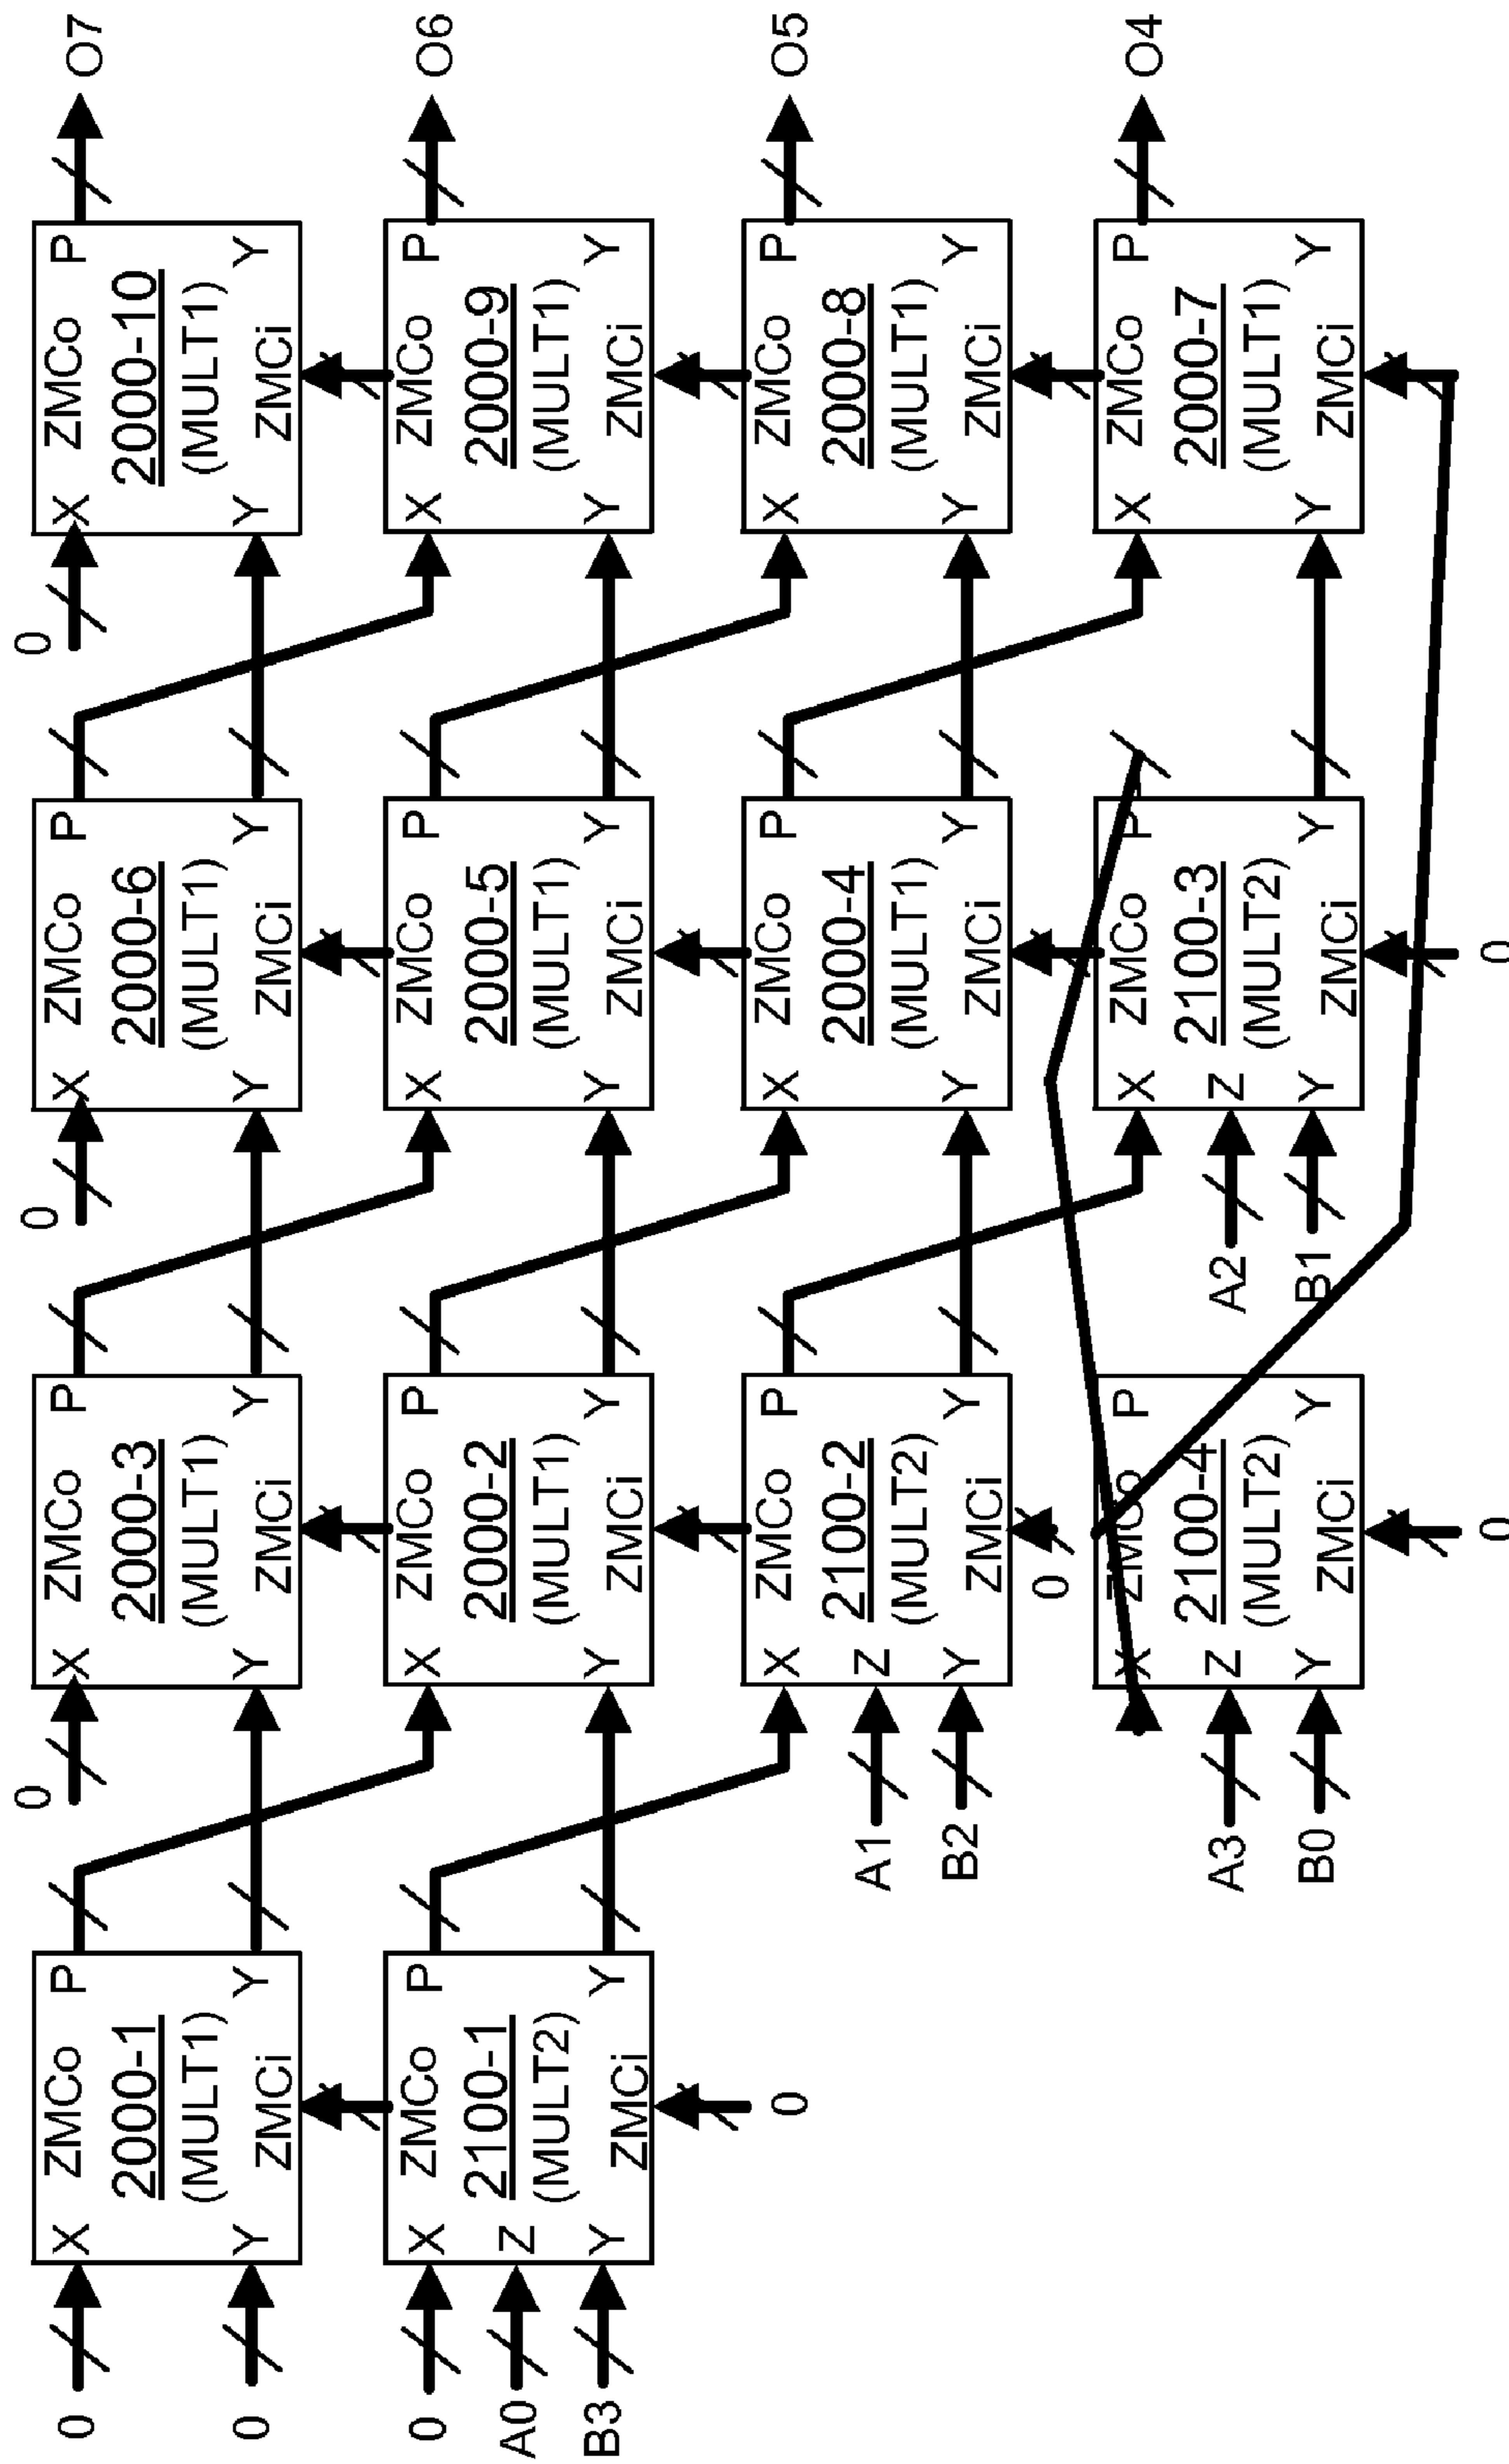 0
0
X ZMCo P
2000-1
(MULT1)
Y ZMCi Y
0
X ZMCo P
2000-3
(MULT1)
Y ZMCi Y
0
X ZMCo P
2000-6
(MULT1)
Y ZMCi Y
0
X ZMCo P
2000-10
(MULT1)
Y ZMCi Y
O7
0
A0
B3
X ZMCo P
Z 2100-1
(MULT2)
Y ZMCi Y
0
X ZMCo P
2000-2
(MULT1)
Y ZMCi Y
X ZMCo P
2000-5
(MULT1)
Y ZMCi Y
X ZMCo P
2000-9
(MULT1)
Y ZMCi Y
O6
A1
B2
X ZMCo P
Z 2100-2
(MULT2)
Y ZMCi Y
0
X ZMCo P
2000-4
(MULT1)
Y ZMCi Y
X ZMCo P
2000-8
(MULT1)
Y ZMCi Y
O5
A3
B0
X ZMCo P
Z 2100-4
(MULT2)
Y ZMCi Y
0
A2
B1
X ZMCo P
Z 2100-3
(MULT2)
Y ZMCi Y
0
X ZMCo P
2000-7
(MULT1)
Y ZMCi Y
O4